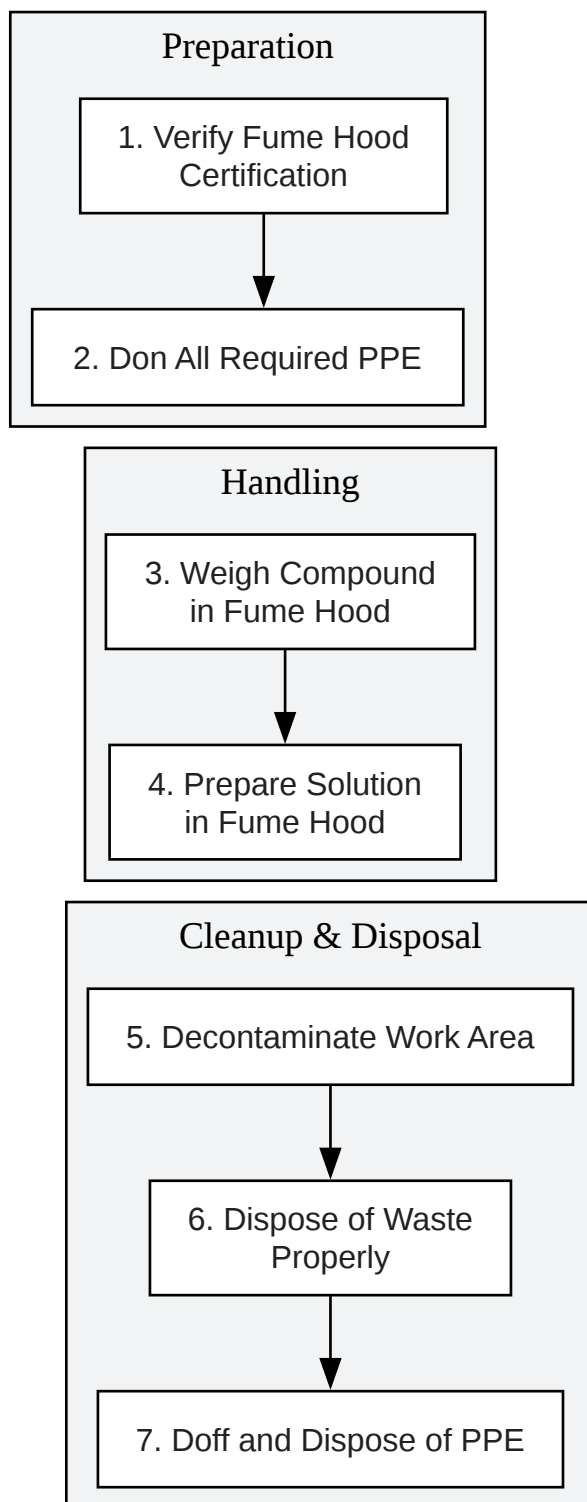 Preparation
1. Verify Fume Hood
Certification
2. Don All Required PPE
Handling
3. Weigh Compound
in Fume Hood
4. Prepare Solution
in Fume Hood
Cleanup & Disposal
5. Decontaminate Work Area
6. Dispose of Waste
Properly
7. Doff and Dispose of PPE